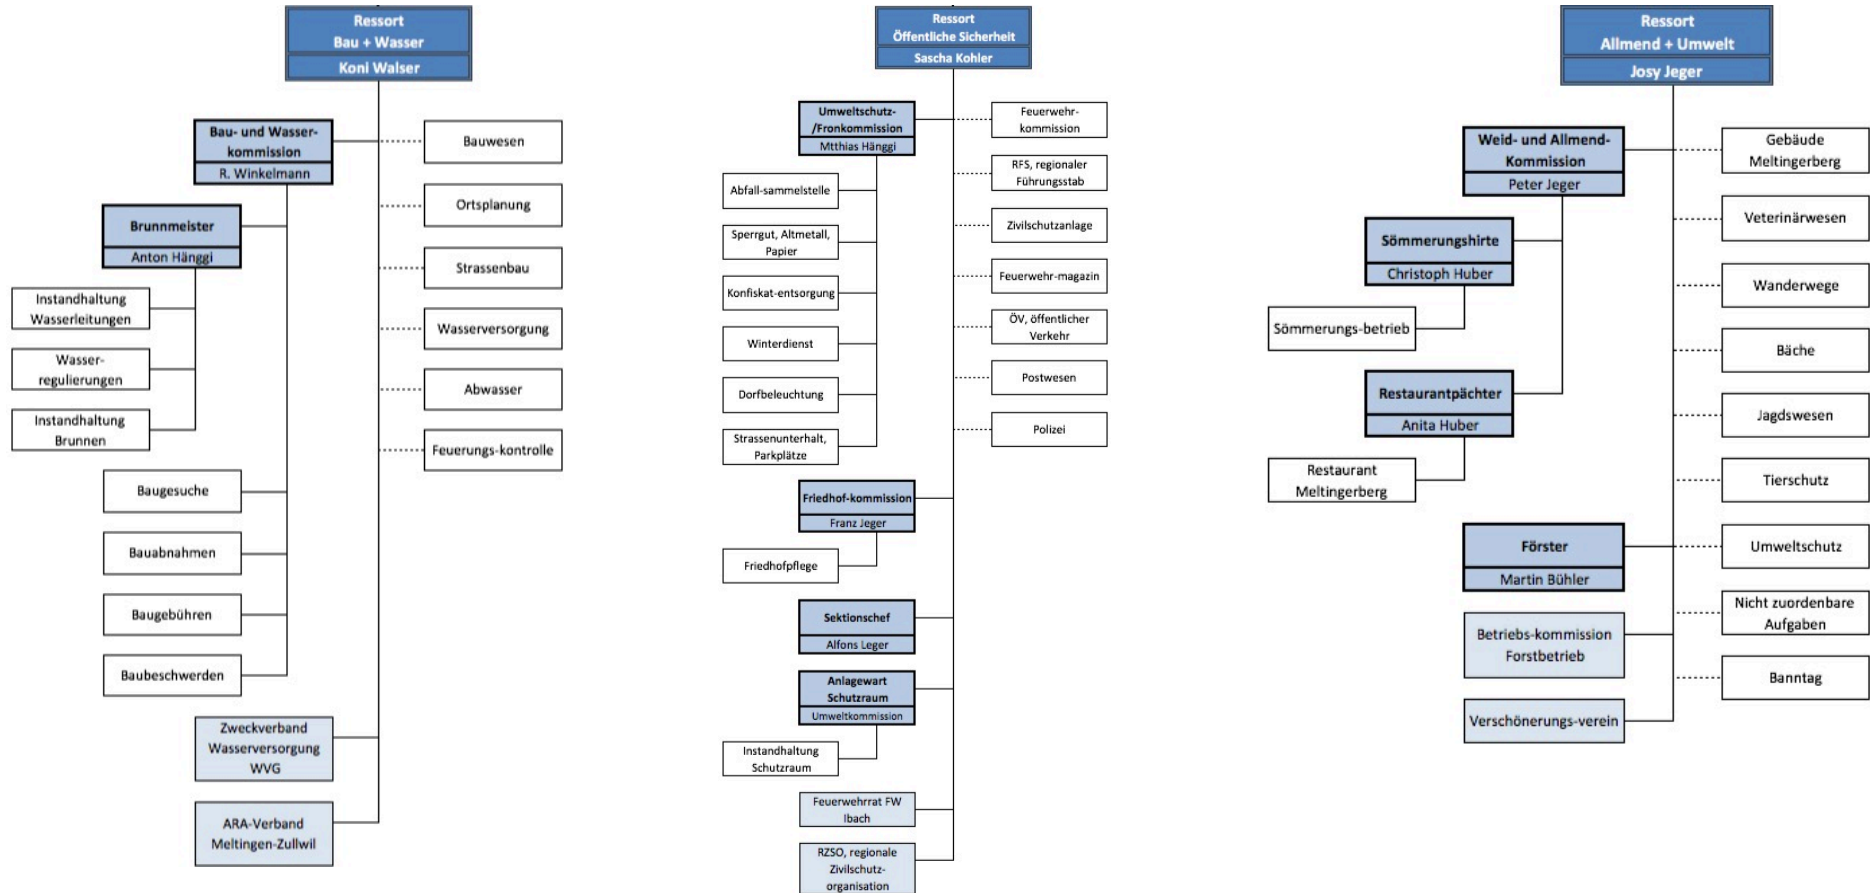 Ressort
Bau + Wasser
Koni Walser
Bau- und Wasser-
kommission
R. Winkelmann
Brunnmeister
Anton Hänggi
Instandhaltung
Wasserleitungen
Wasser-
regulierungen
Instandhaltung
Brunnen
Baugesuche
Bauabnahmen
Baugebühren
Baubeschwerden
Zweckverband
Wasserversorgung
WVG
ARA-Verband
Meltingen-Zullwil
Bauwesen
Ortsplanung
Strassenbau
Wasserversorgung
Abwasser
Feuerungs-kontrolle
Ressort
Öffentliche Sicherheit
Sascha Kohler
Umweltschutz-
/Fronkommission
Mtthias Hänggi
Abfall-sammelstelle
Sperrgut, Altmetall,
Papier
Konfiskat-entsorgung
Winterdienst
Dorfbeleuchtung
Strassenunterhalt,
Parkplätze
Friedhof-kommission
Franz Jeger
Friedhofpflege
Sektionschef
Alfons Leger
Anlagewart
Schutzraum
Umweltkommission
Instandhaltung
Schutzraum
Feuerwehrrat FW
Ibach
RZSO, regionale
Zivilschutz-
organisation
Feuerwehr-
kommission
RFS, regionaler
Führungsstab
Zivilschutzanlage
Feuerwehr-magazin
ÖV, öffentlicher
Verkehr
Postwesen
Polizei
Ressort
Allmend + Umwelt
Josy Jeger
Weid- und Allmend-
Kommission
Peter Jeger
Sömmerungshirte
Christoph Huber
Sömmerungs-betrieb
Restaurantpächter
Anita Huber
Restaurant
Meltingerberg
Förster
Martin Bühler
Betriebs-kommission
Forstbetrieb
Verschönerungs-verein
Gebäude
Meltingerberg
Veterinärwesen
Wanderwege
Bäche
Jagdswesen
Tierschutz
Umweltschutz
Nicht zuordenbare
Aufgaben
Banntag